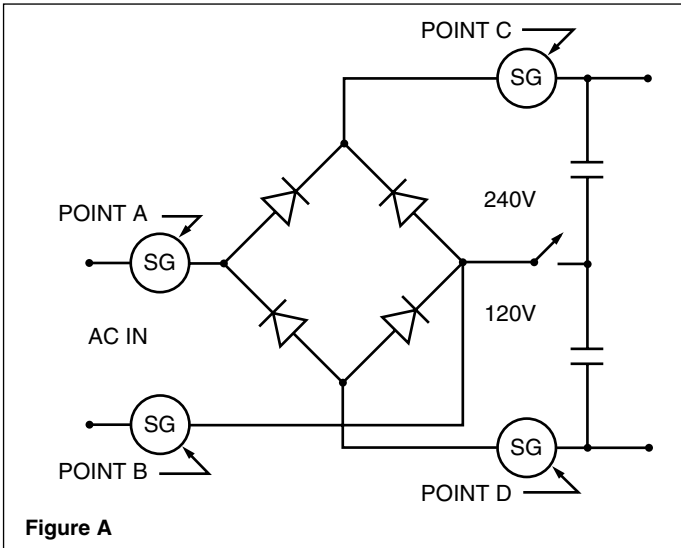 POINT C
SG
240V
POINT A
SG
120V
AC IN
SG
SG
POINT B
POINT D
Figure A